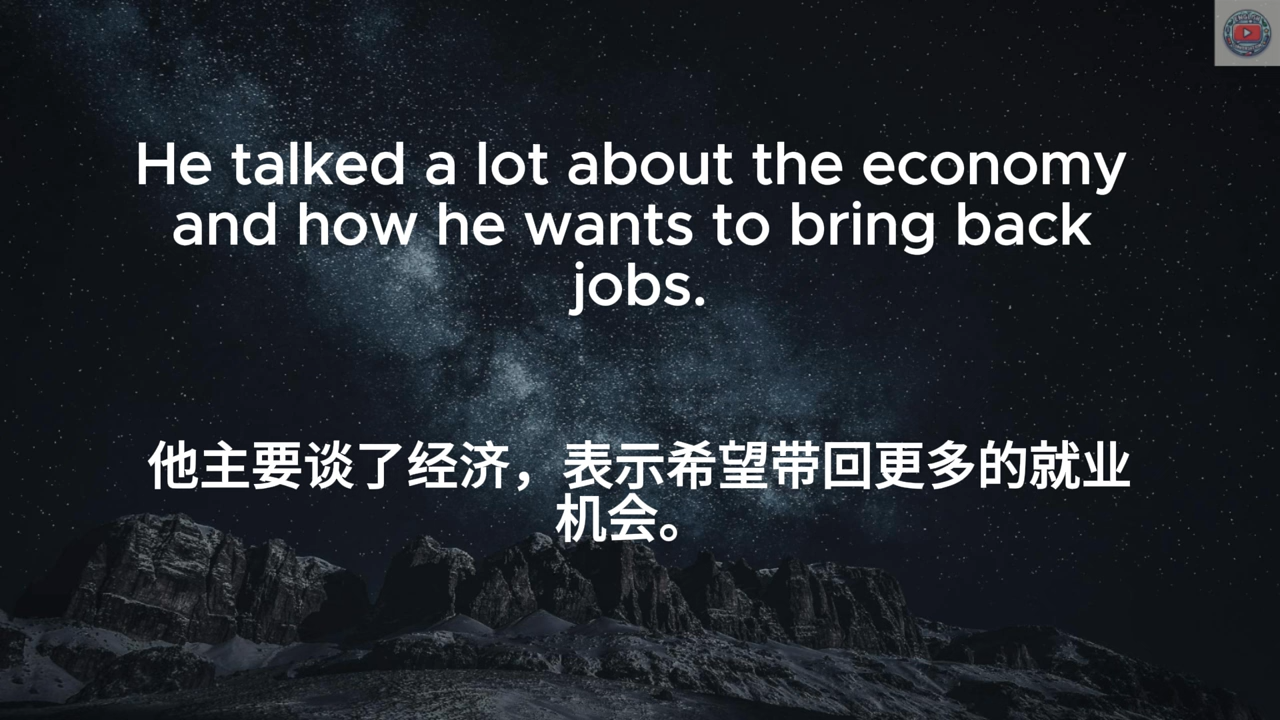 He talked a lot about the economy
and how he wants to bring back
jobs.
他主要谈了经济，表示希望带回更多的就业
机会。